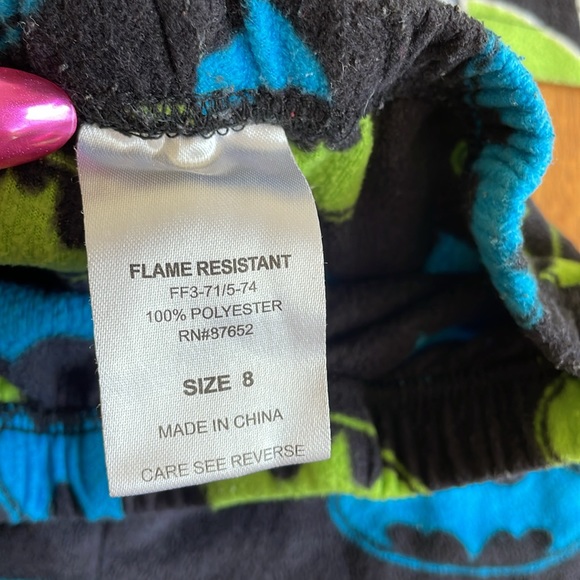 FLAME RESISTANT
FF3-71/5-74
100% POLYESTER
RN#87652
SIZE 8
MADE IN CHINA
CARE SEE REVERSE